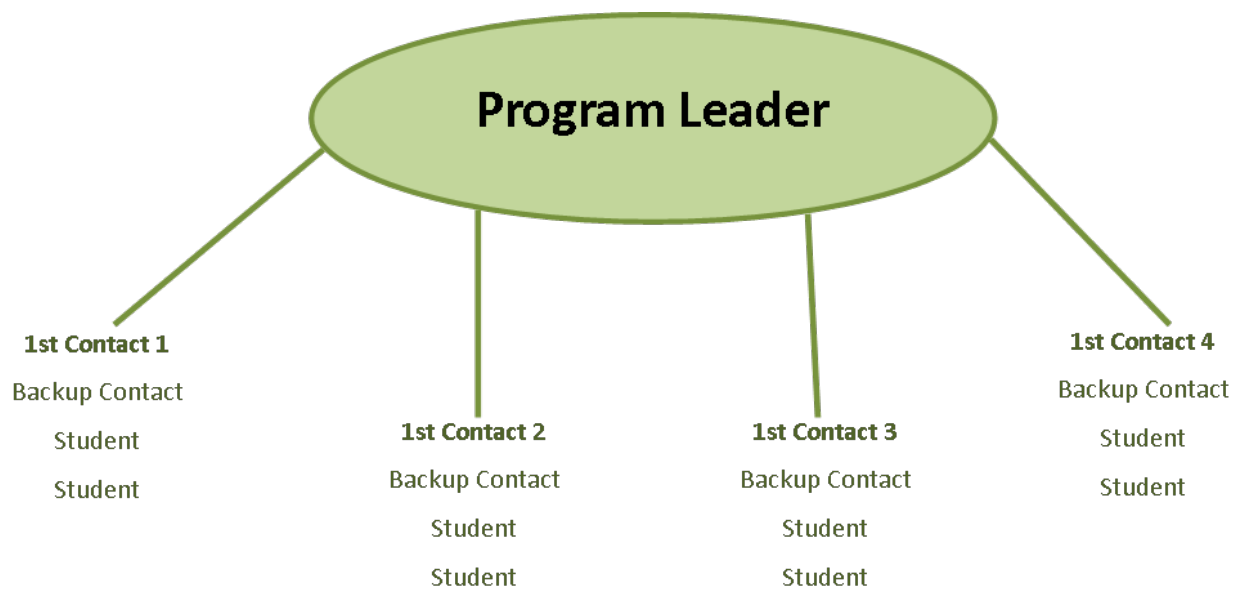 Program Leader
1st Contact 1
Backup Contact
Student
Student
1st Contact 2
Backup Contact
Student
Student
1st Contact 3
Backup Contact
Student
Student
1st Contact 4
Backup Contact
Student
Student